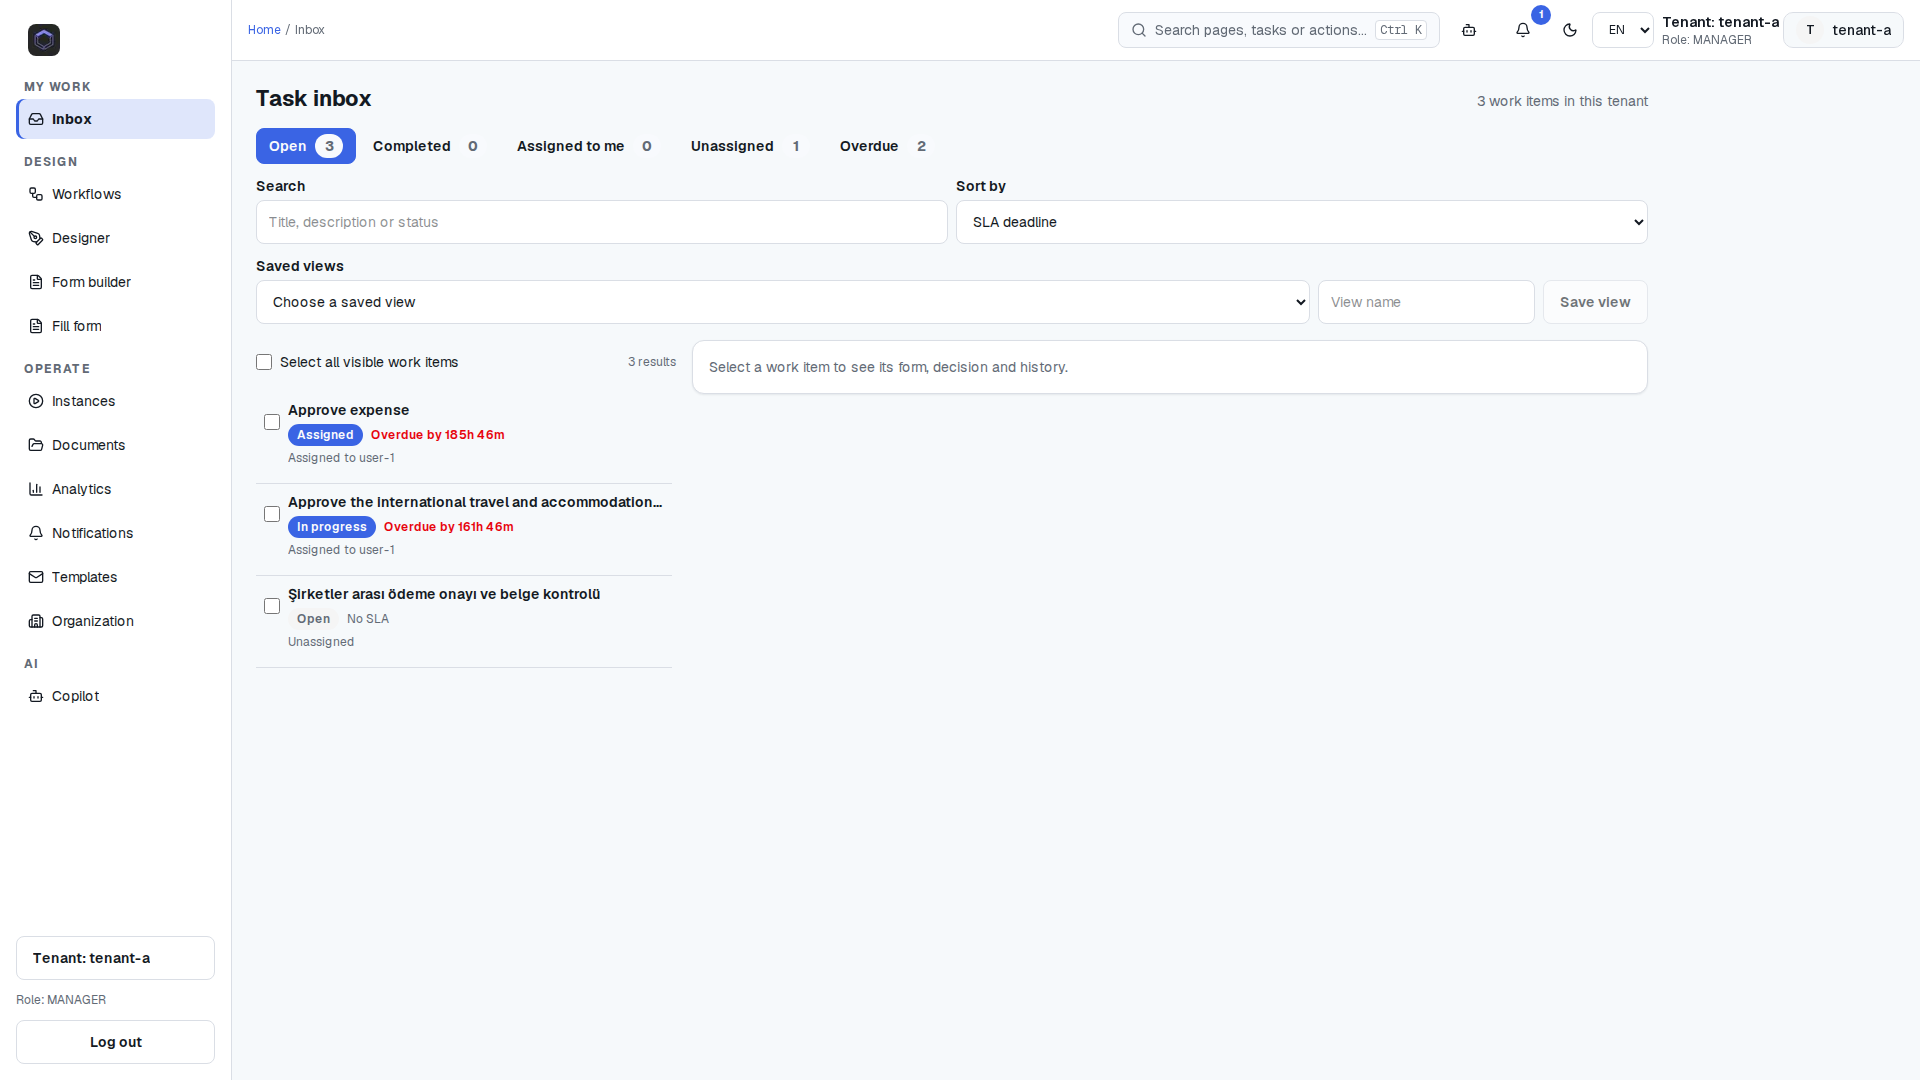 MY WORK
Inbox
DESIGN
Workflows
Designer
Form builder
Fill form
OPERATE
Instances
Documents
Analytics
Notifications
Templates
Organization
AI
Copilot
Tenant: tenant-a
Role: MANAGER
Log out
Home / Inbox
Search pages, tasks or actions... Ctrl K
1
EN
Tenant: tenant-a
Role: MANAGER
T tenant-a
Task inbox
3 work items in this tenant
Open 3
Completed 0
Assigned to me 0
Unassigned 1
Overdue 2
Search
Title, description or status
Sort by
SLA deadline
Saved views
Choose a saved view
View name
Save view
Select all visible work items
3 results
Approve expense
Assigned Overdue by 185h 46m
Assigned to user-1
Approve the international travel and accommodation...
In progress Overdue by 161h 46m
Assigned to user-1
Şirketler arası ödeme onayı ve belge kontrolü
Open No SLA
Unassigned
Select a work item to see its form, decision and history.